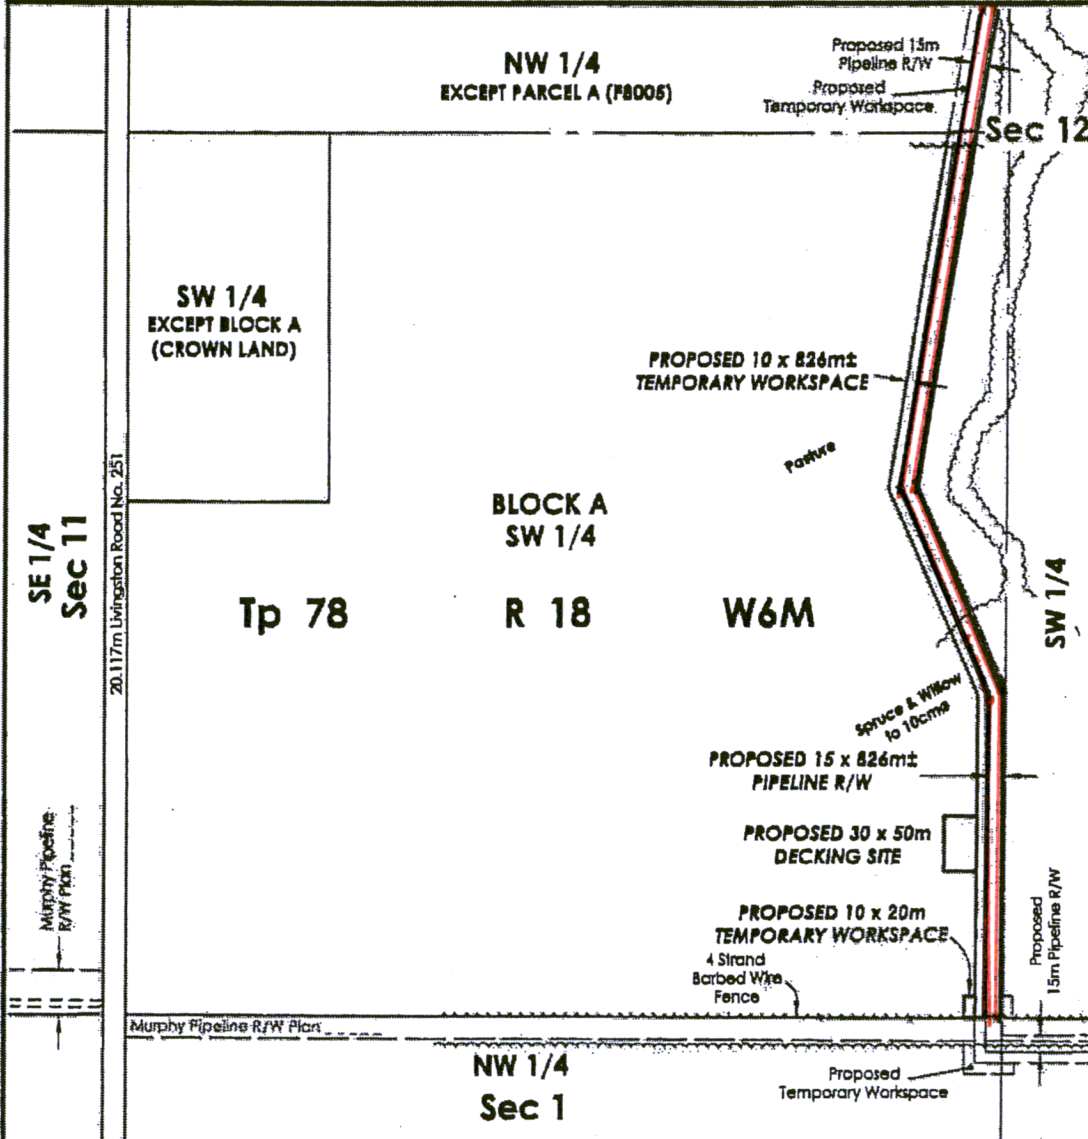 NW 1/4
EXCEPT PARCEL A (F8005)
Proposed 15m
Pipeline R/W
Proposed
Temporary Workspace
Sec 12
SW 1/4
EXCEPT BLOCK A
(CROWN LAND)
PROPOSED 10 x 826m±
TEMPORARY WORKSPACE
Pasture
20.117m Livingston Road No. 251
SE 1/4
Sec 11
BLOCK A
SW 1/4
Tp 78
R 18
W6M
SW 1/4
Spruce & Willow
to 10cmø
PROPOSED 15 x 826m±
PIPELINE R/W
PROPOSED 30 x 50m
DECKING SITE
Murphy Pipeline
R/W Plan
PROPOSED 10 x 20m
TEMPORARY WORKSPACE
4 Strand
Barbed Wire
Fence
Proposed
15m Pipeline R/W
Murphy Pipeline R/W Plan
NW 1/4
Sec 1
Proposed
Temporary Workspace